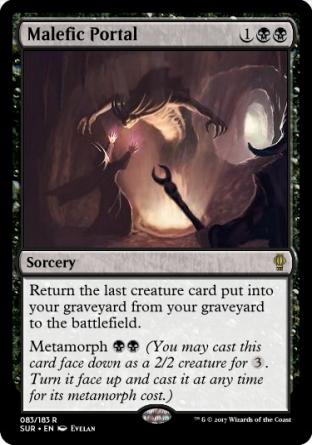 Malefic Portal 1
Sorcery
Return the last creature card put into
your graveyard from your graveyard
to the battlefield.
Metamorph (You may cast this
card face down as a 2/2 creature for 3.
Turn it face up and cast it at any time
for its metamorph cost.)
083/183 R
SUR • EN EVELAN
™ & © 2017 Wizards of the Coast